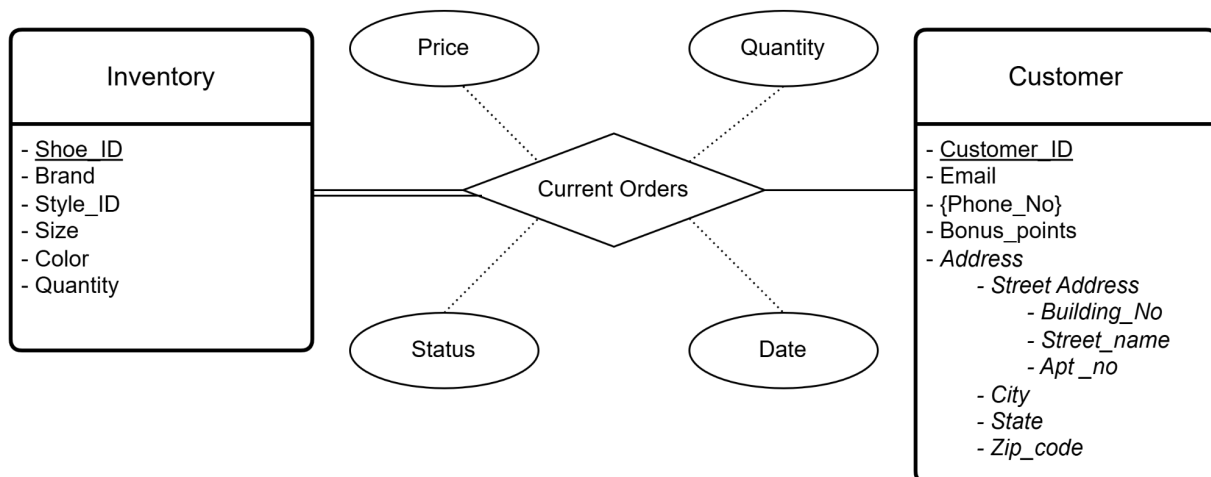 Inventory
- Shoe_ID
- Brand
- Style_ID
- Size
- Color
- Quantity
Price
Quantity
Current Orders
Status
Date
Customer
- Customer_ID
- Email
- {Phone_No}
- Bonus_points
- Address
- Street Address
- Building_No
- Street_name
- Apt _no
- City
- State
- Zip_code